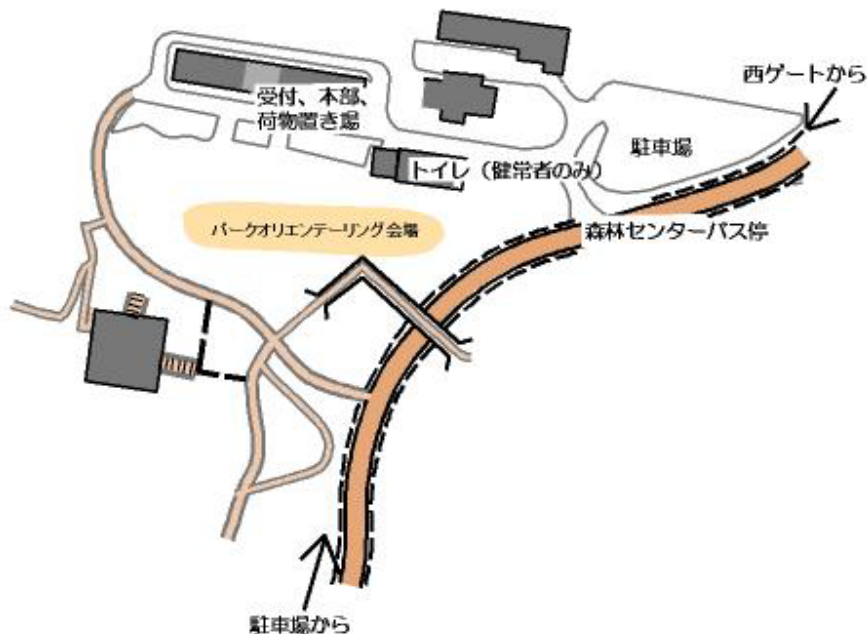 西ゲートから
受付、本部、
荷物置き場
駐車場
トイレ（健常者のみ）
パークオリエンテーリング会場
森林センターバス停
駐車場から